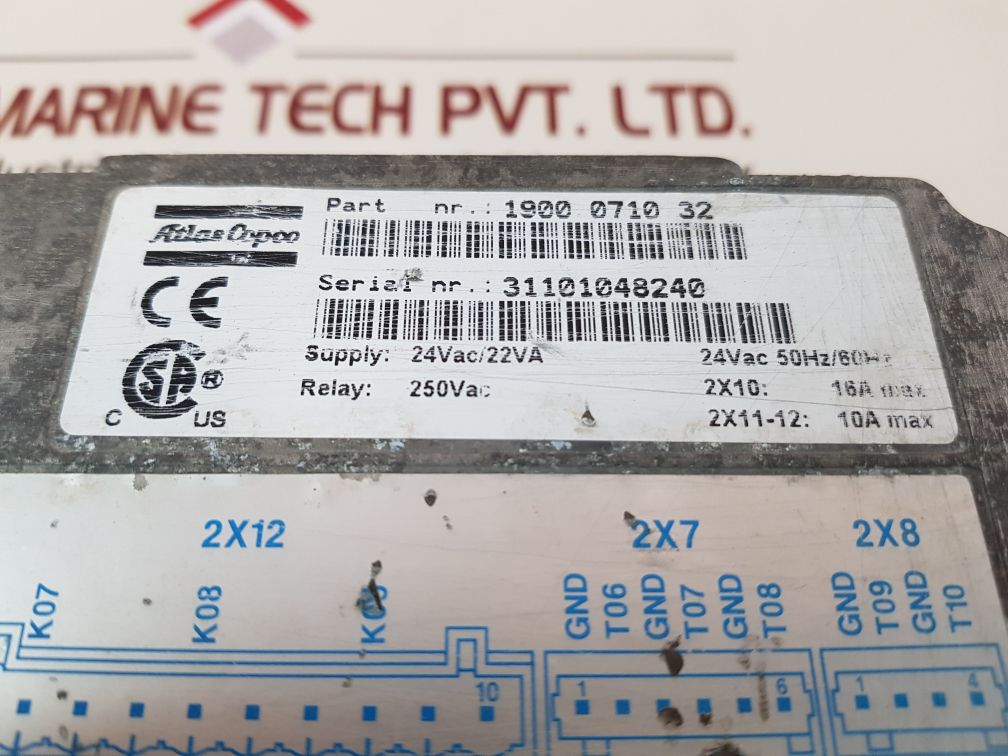 MARINE TECH PVT. LTD.
Atlas Copco
Part nr.: 1900 0710 32
Serial nr.: 31101048240
CE
Supply: 24Vac/22VA 24Vac 50Hz/60Hz
Relay: 250Vac 2X10: 16A max
2X11-12: 10A max
C US
2X12 2X7 2X8
K07 K08 GND T06 GND T07 GND T08 GND T09 GND T10
10 1 6 1 4